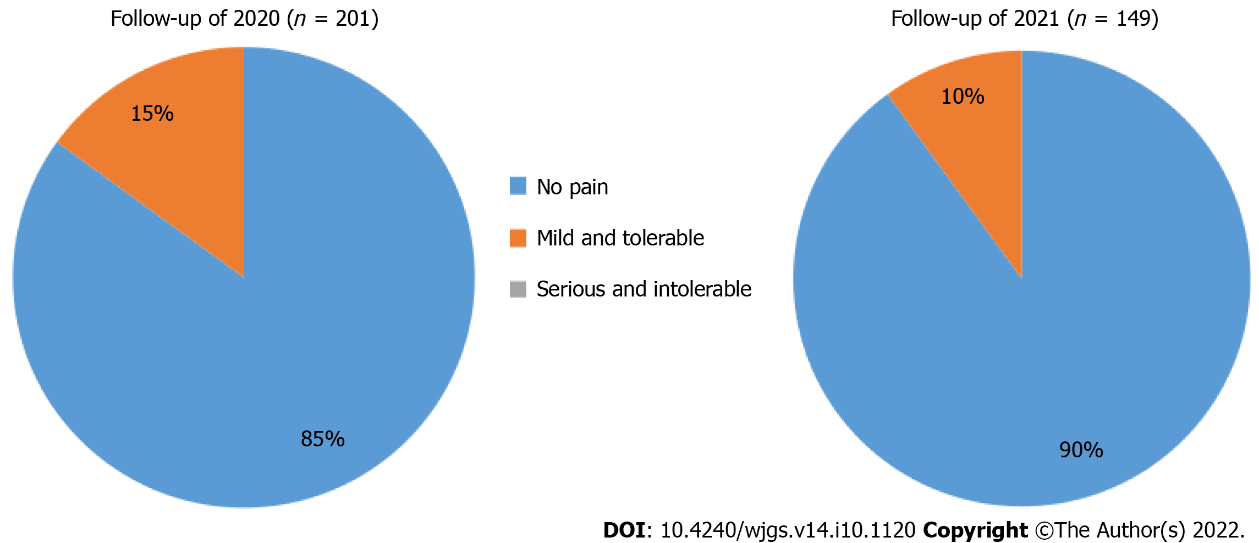 Follow-up of 2020 (n = 201)
15%
85%
No pain
Mild and tolerable
Serious and intolerable
Follow-up of 2021 (n = 149)
10%
90%
DOI: 10.4240/wjgs.v14.i10.1120 Copyright ©The Author(s) 2022.